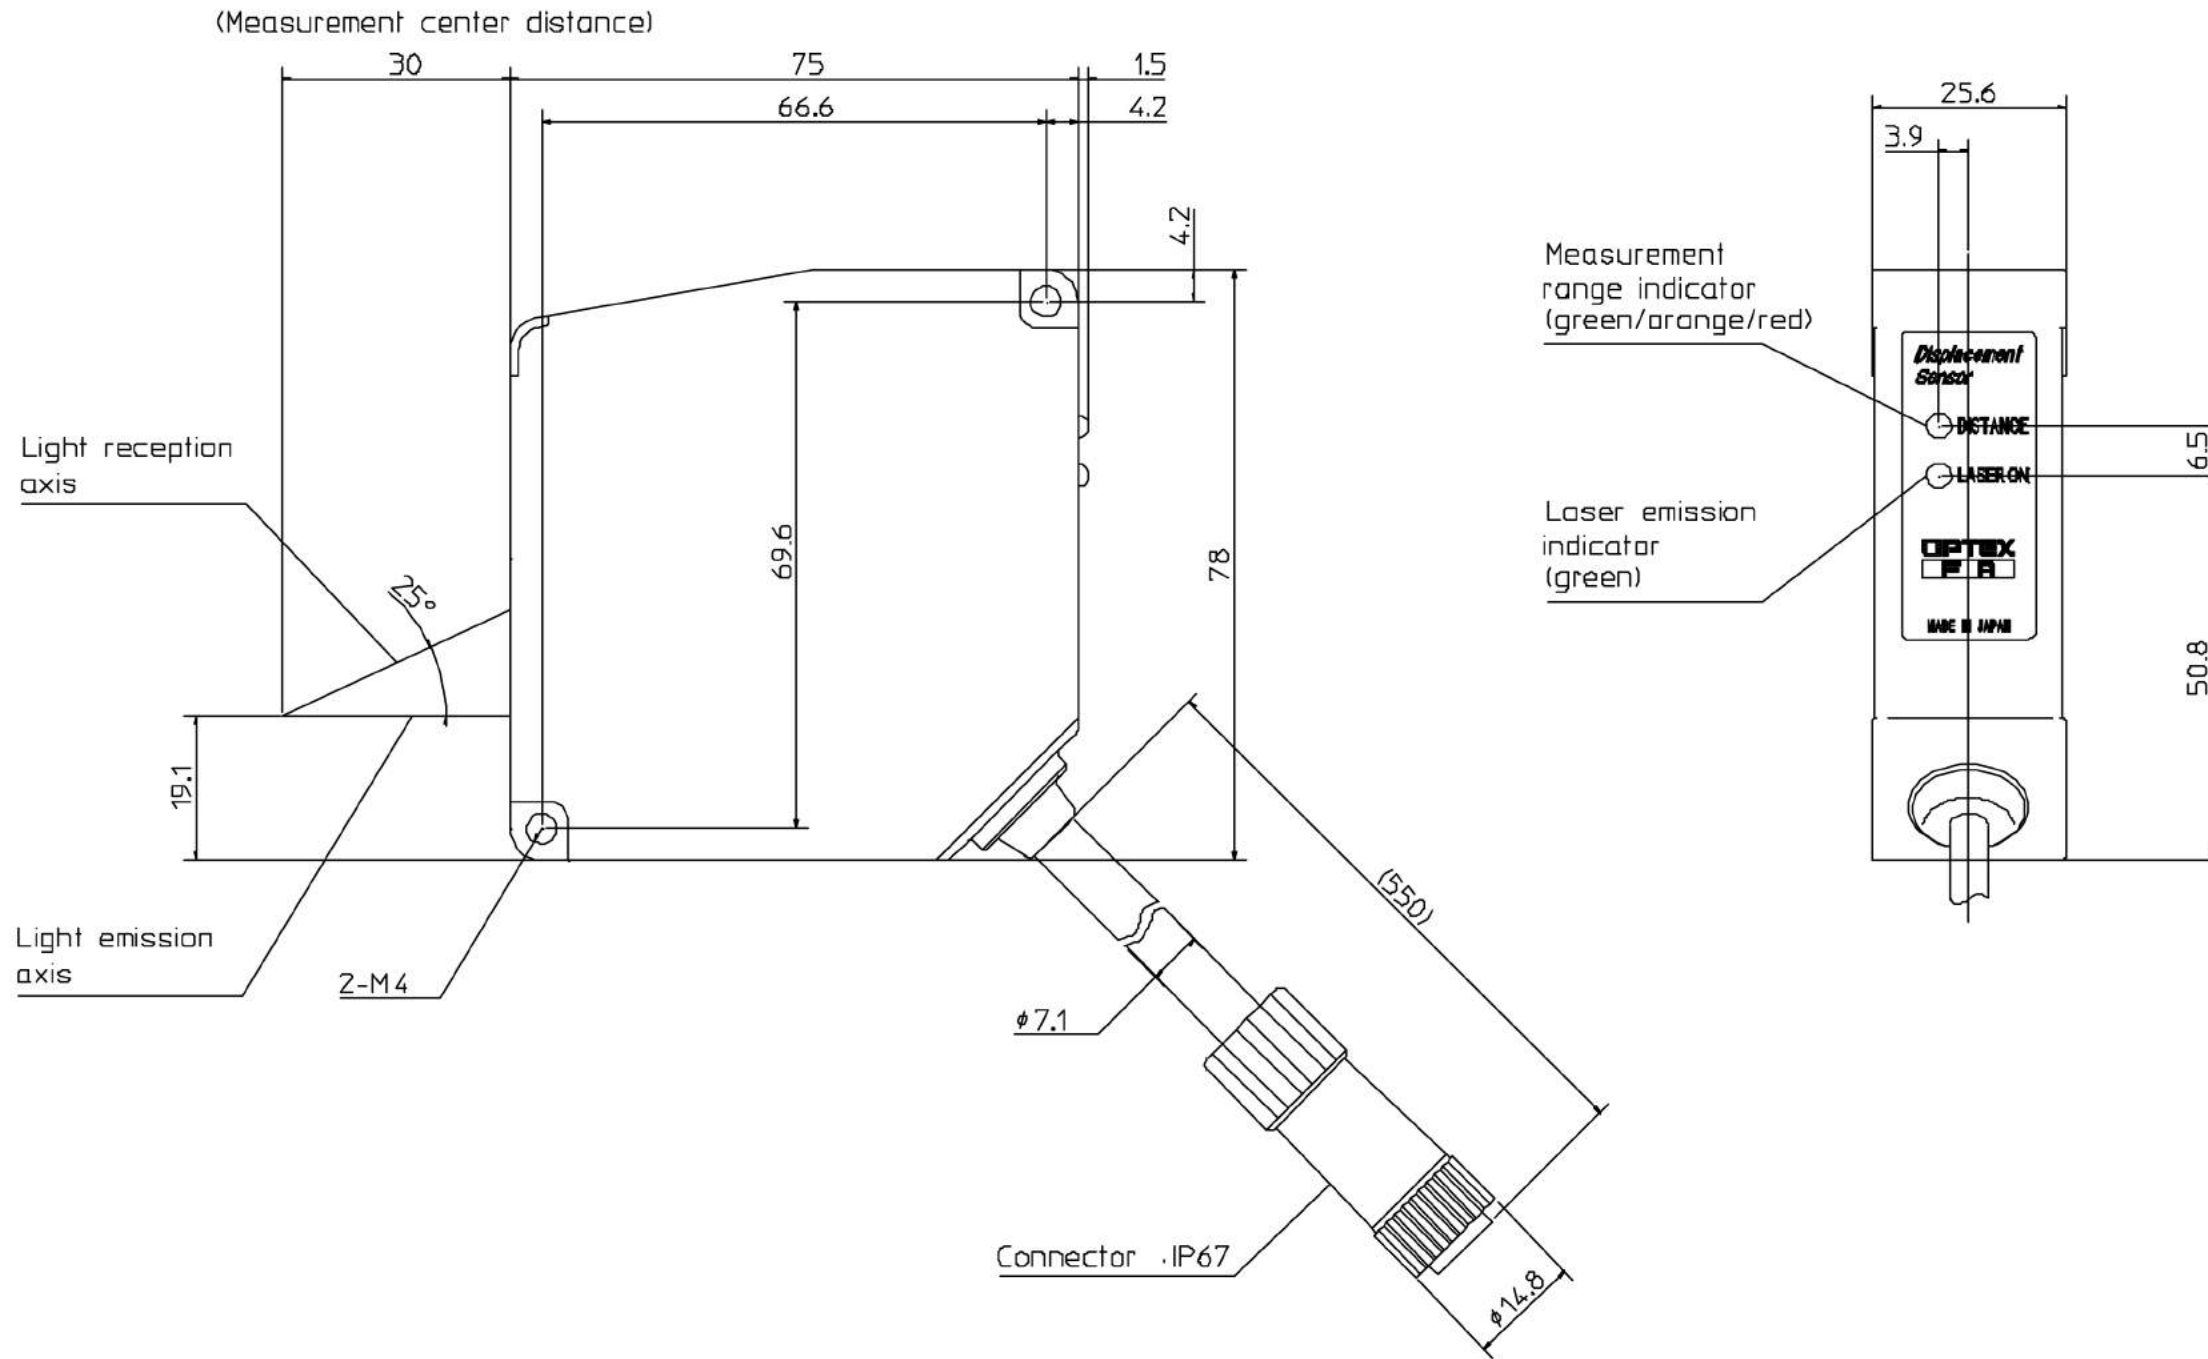 (Measurement center distance)
30
75
1.5
66.6
4.2
4.2
69.6
78
Light reception
axis
25°
19.1
Light emission
axis
2-M4
φ7.1
(550)
Connector :IP67
φ14.8
25.6
3.9
Measurement
range indicator
(green/orange/red)
Displacement
Sensor
DISTANCE
LASER ON
6.5
Laser emission
indicator
(green)
OPTEX
FA
50.8
MADE IN JAPAN